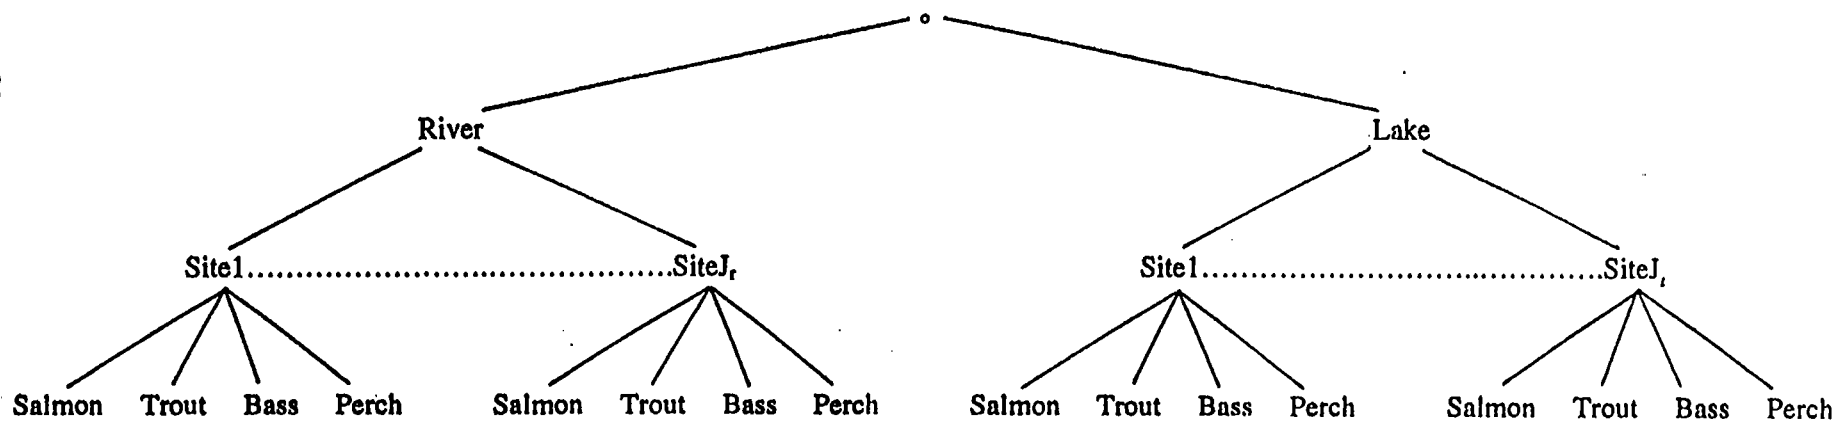 River Lake
Site1........................................SiteJr Site1........................................SiteJl
Salmon Trout Bass Perch Salmon Trout Bass Perch Salmon Trout Bass Perch Salmon Trout Bass Perch